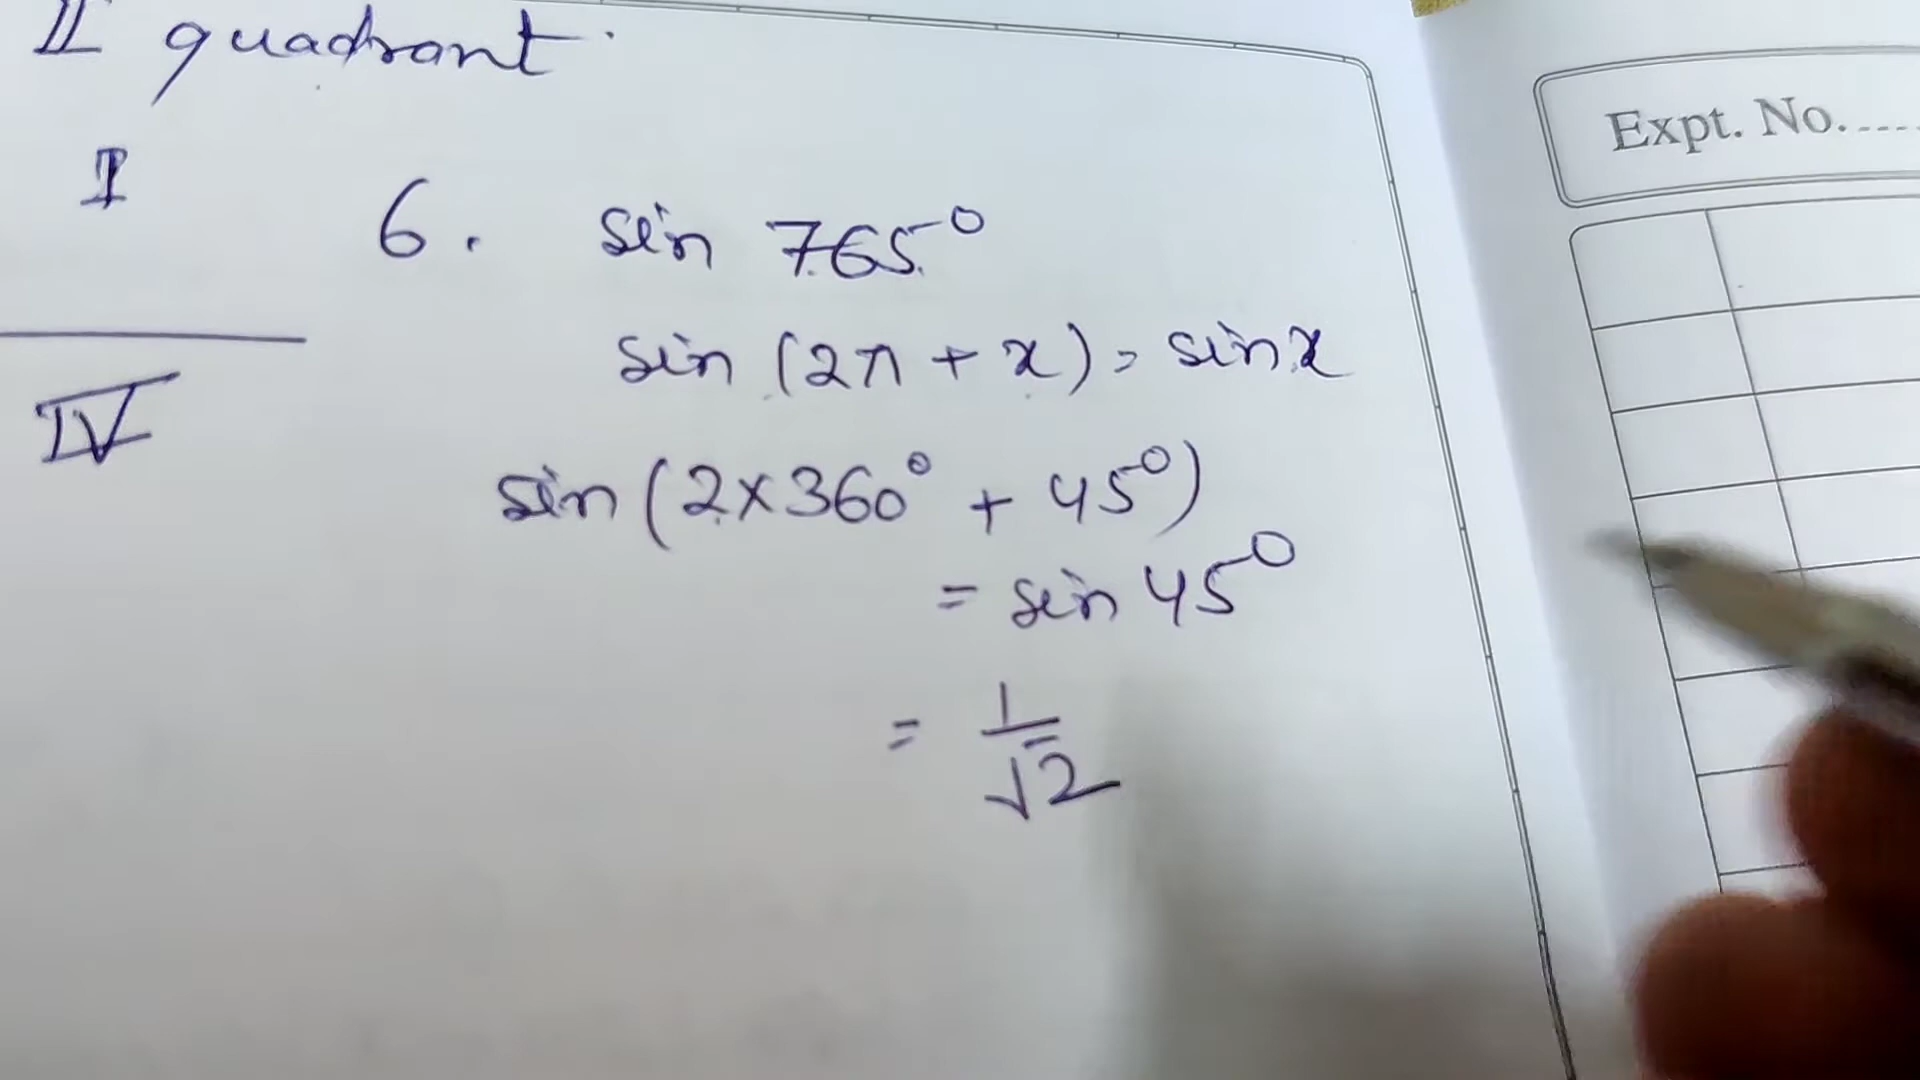 II quadrant.
I
IV
6. sin 765°
sin (2π + x) = sin x
sin (2×360° + 45°)
= sin 45°
= 1/√2
Expt. No.....